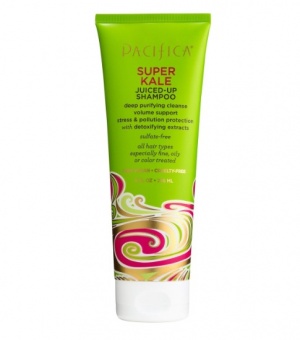 PACIFICA
SUPER
KALE
JUICED-UP
SHAMPOO
deep purifying cleanse
volume support
stress & pollution protection
with detoxifying extracts
sulfate-free
all hair types
especially fine, oily
or color treated